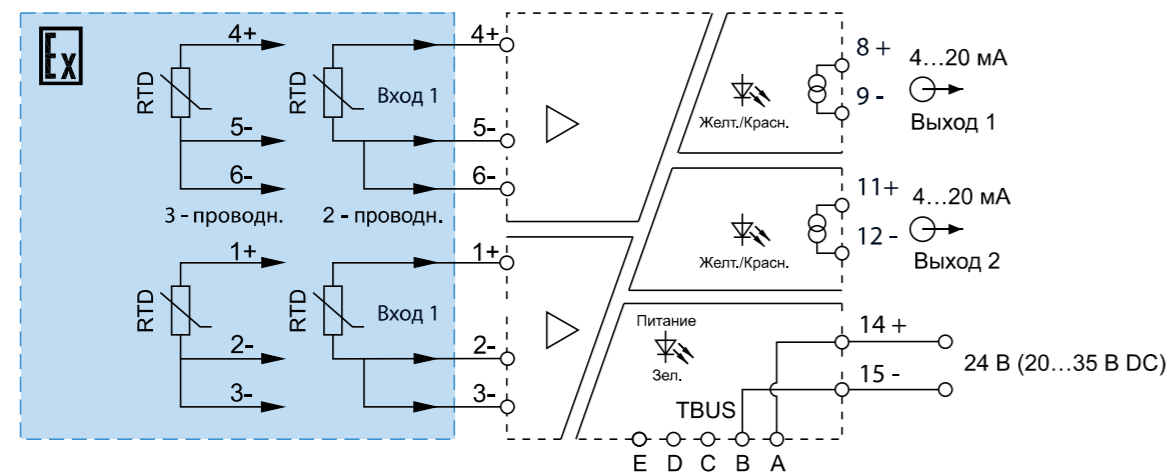 Ex
4+
4+
4+
8 +
4...20 мА
RTD
RTD
Вход 1
9 -
Желт./Красн.
Выход 1
5-
5-
6-
6-
3 - проводн.
2 - проводн.
11+
4...20 мА
12 -
Желт./Красн.
Выход 2
1+
1+
RTD
RTD
Вход 1
Питание
14 +
Зел.
24 В (20...35 В DC)
2-
2-
15 -
3-
3-
TBUS
E D C B A